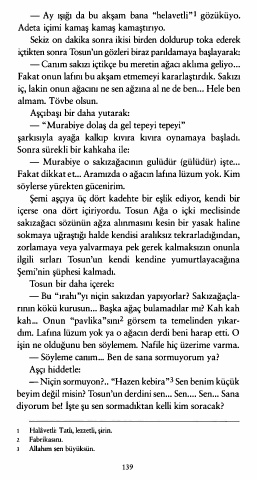 — Ay ışığı da bu akşam bana “helavetli”¹ gözüküyo.
Adeta içimi kamaş kamaş kamaştırıyo.
Sekiz on dakika sonra ikisi birden doldurup toka ederek
içtikten sonra Tosun’un gözleri biraz parıldamaya başlayarak:
— Canım sakızı içtikçe bu meretin ağacı aklıma geliyo...
Fakat onun lafını bu akşam etmemeyi kararlaştırdık. Sakızı
iç, lakin onun ağacını ne sen ağzına al ne de ben... Hele ben
almam. Tövbe olsun.
Aşçıbaşı bir daha yutarak:
— “Murabiye dolaş da gel tepeyi tepeyi”
şarkısıyla ayağa kalkıp kıvıra kıvıra oynamaya başladı.
Sonra sürekli bir kahkaha ile:
— Murabiye o sakızağacının gulüdür (gülüdür) işte...
Fakat dikkat et... Aramızda o ağacın lafına lüzum yok. Kim
söylerse yürekten gücenirim.
Şemi aşçıya üç dört kadehte bir eşlik ediyor, kendi bir
içerse ona dört içiriyordu. Tosun Ağa o içki meclisinde
sakızağacı sözünün ağza alınmasını kesin bir yasak haline
sokmaya uğraştığı halde kendisi aralıksız tekrarladığından,
zorlamaya veya yalvarmaya pek gerek kalmaksızın onunla
ilgili sırları Tosun’un kendi kendine yumurtlayacağına
Şemi’nin şüphesi kalmadı.
Tosun bir daha içerek:
— Bu “ırahı”yı niçin sakızdan yapıyorlar? Sakızağaçla-
rının kökü kurusun... Başka ağaç bulamadılar mı? Kah kah
kah... Onun “pavlika”sını² görsem ta temelinden yıkar-
dım. Lafına lüzum yok ya o ağacın derdi beni harap etti. O
işin ne olduğunu ben söylemem. Nafile hiç üzerime varma.
— Söyleme canım... Ben de sana sormuyorum ya?
Aşçı hiddetle:
— Niçin sormuyon?.. “Hazen kebira”³ Sen benim küçük
beyim değil misin? Tosun’un derdini sen... Sen.... Sen... Sana
diyorum be! İşte şu sen sormadıktan kelli kim soracak?
1 Halâvetli: Tatlı, lezzetli, şirin.
2 Fabrikasını.
3 Allahım sen büyüksün.
139